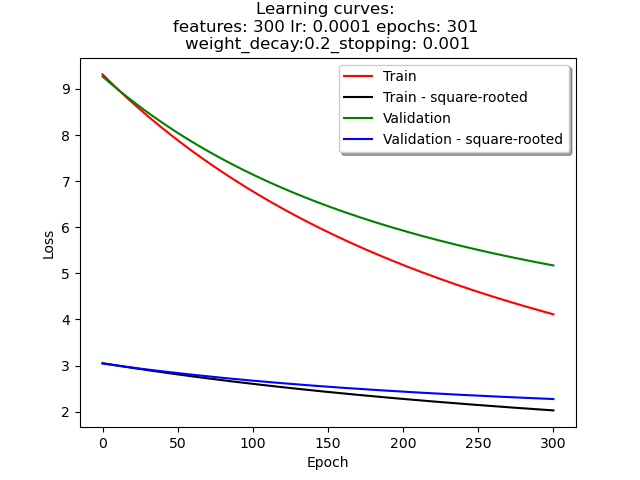 Learning curves:
features: 300 lr: 0.0001 epochs: 301
weight_decay:0.2_stopping: 0.001
Train
Train - square-rooted
Validation
Validation - square-rooted
9
8
7
6
5
4
3
2
Loss
0 50 100 150 200 250 300
Epoch